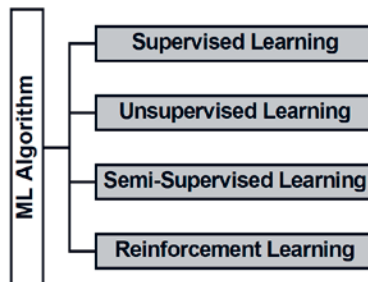 ML Algorithm
Supervised Learning
Unsupervised Learning
Semi-Supervised Learning
Reinforcement Learning